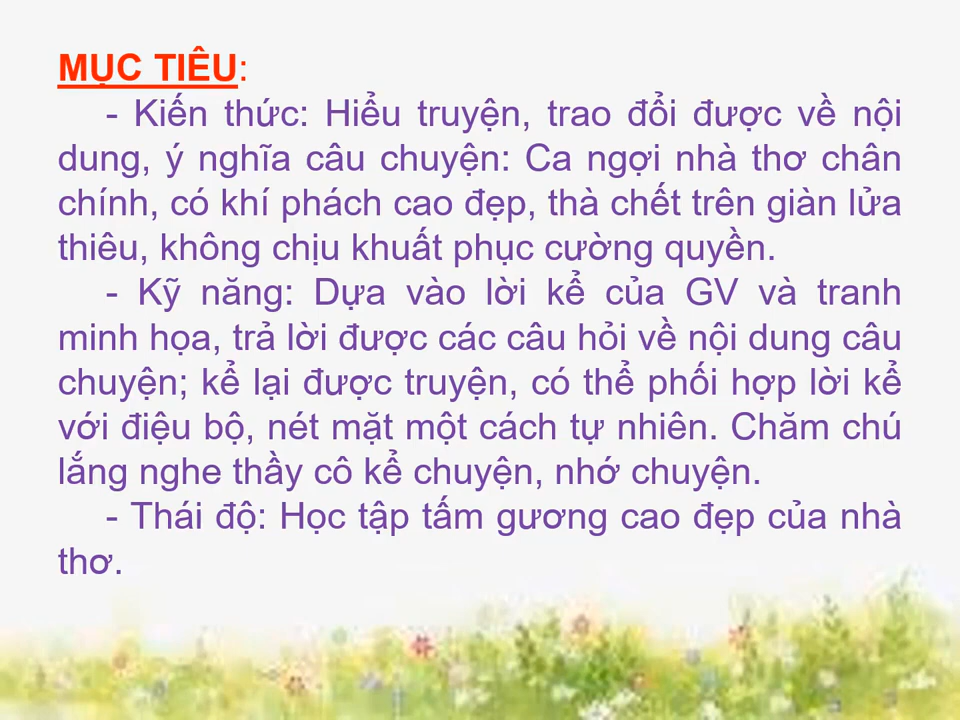 MỤC TIÊU:
- Kiến thức: Hiểu truyện, trao đổi được về nội
dung, ý nghĩa câu chuyện: Ca ngợi nhà thơ chân
chính, có khí phách cao đẹp, thà chết trên giàn lửa
thiêu, không chịu khuất phục cường quyền.
- Kỹ năng: Dựa vào lời kể của GV và tranh
minh họa, trả lời được các câu hỏi về nội dung câu
chuyện; kể lại được truyện, có thể phối hợp lời kể
với điệu bộ, nét mặt một cách tự nhiên. Chăm chú
lắng nghe thầy cô kể chuyện, nhớ chuyện.
- Thái độ: Học tập tấm gương cao đẹp của nhà
thơ.